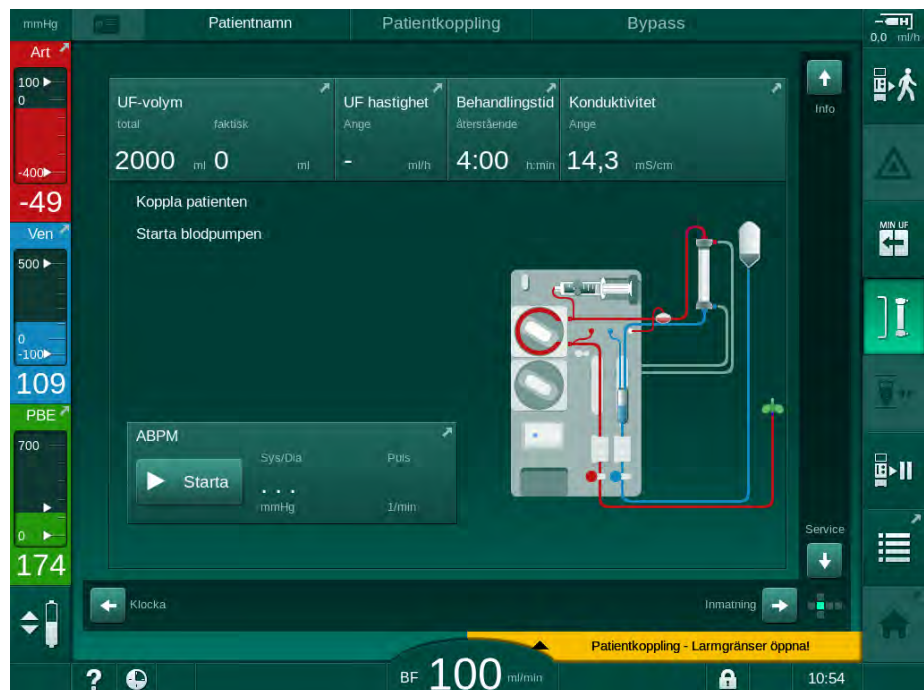 mmHg
Patientnamn
Patientkoppling
Bypass
0,0 ml/h
Art
100
0
-400
-49
Ven
500
0
-100
109
PBE
700
0
174
UF-volym
total
faktisk
2000 ml 0 ml
UF hastighet
Ange
- ml/h
Behandlingstid
återstående
4:00 h:min
Konduktivitet
Ange
14,3 mS/cm
Info
Koppla patienten
Starta blodpumpen
MIN UF
ABPM
Sys/Dia
Puls
Starta
. . .
mmHg
1/min
Service
Klocka
Inmatning
Patientkoppling - Larmgränser öppna!
?
BF 100 ml/min
10:54